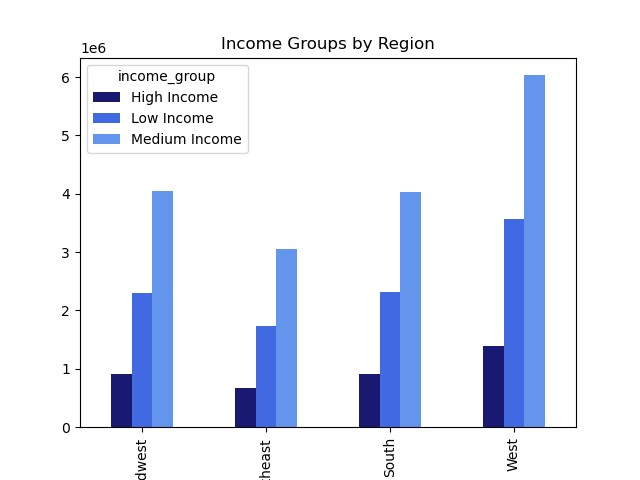 Income Groups by Region
1e6
income_group
High Income
Low Income
Medium Income
6
5
4
3
2
1
0
dwest
heast
South
West